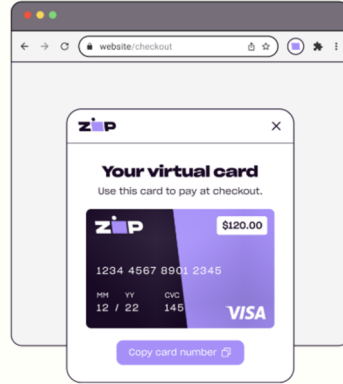 website/checkout
ZIP
Your virtual card
Use this card to pay at checkout.
ZIP
$120.00
1234 4567 8901 2345
MM YY CVC
12 / 22 145
VISA
Copy card number